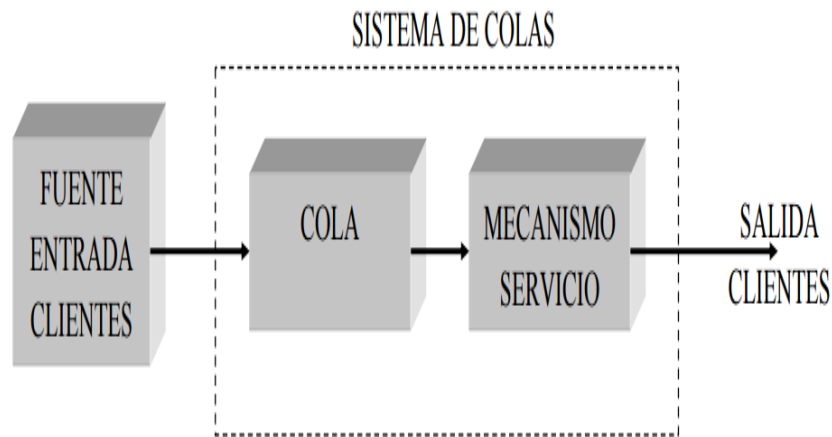 SISTEMA DE COLAS
FUENTE
ENTRADA
CLIENTES
COLA
MECANISMO
SERVICIO
SALIDA
CLIENTES